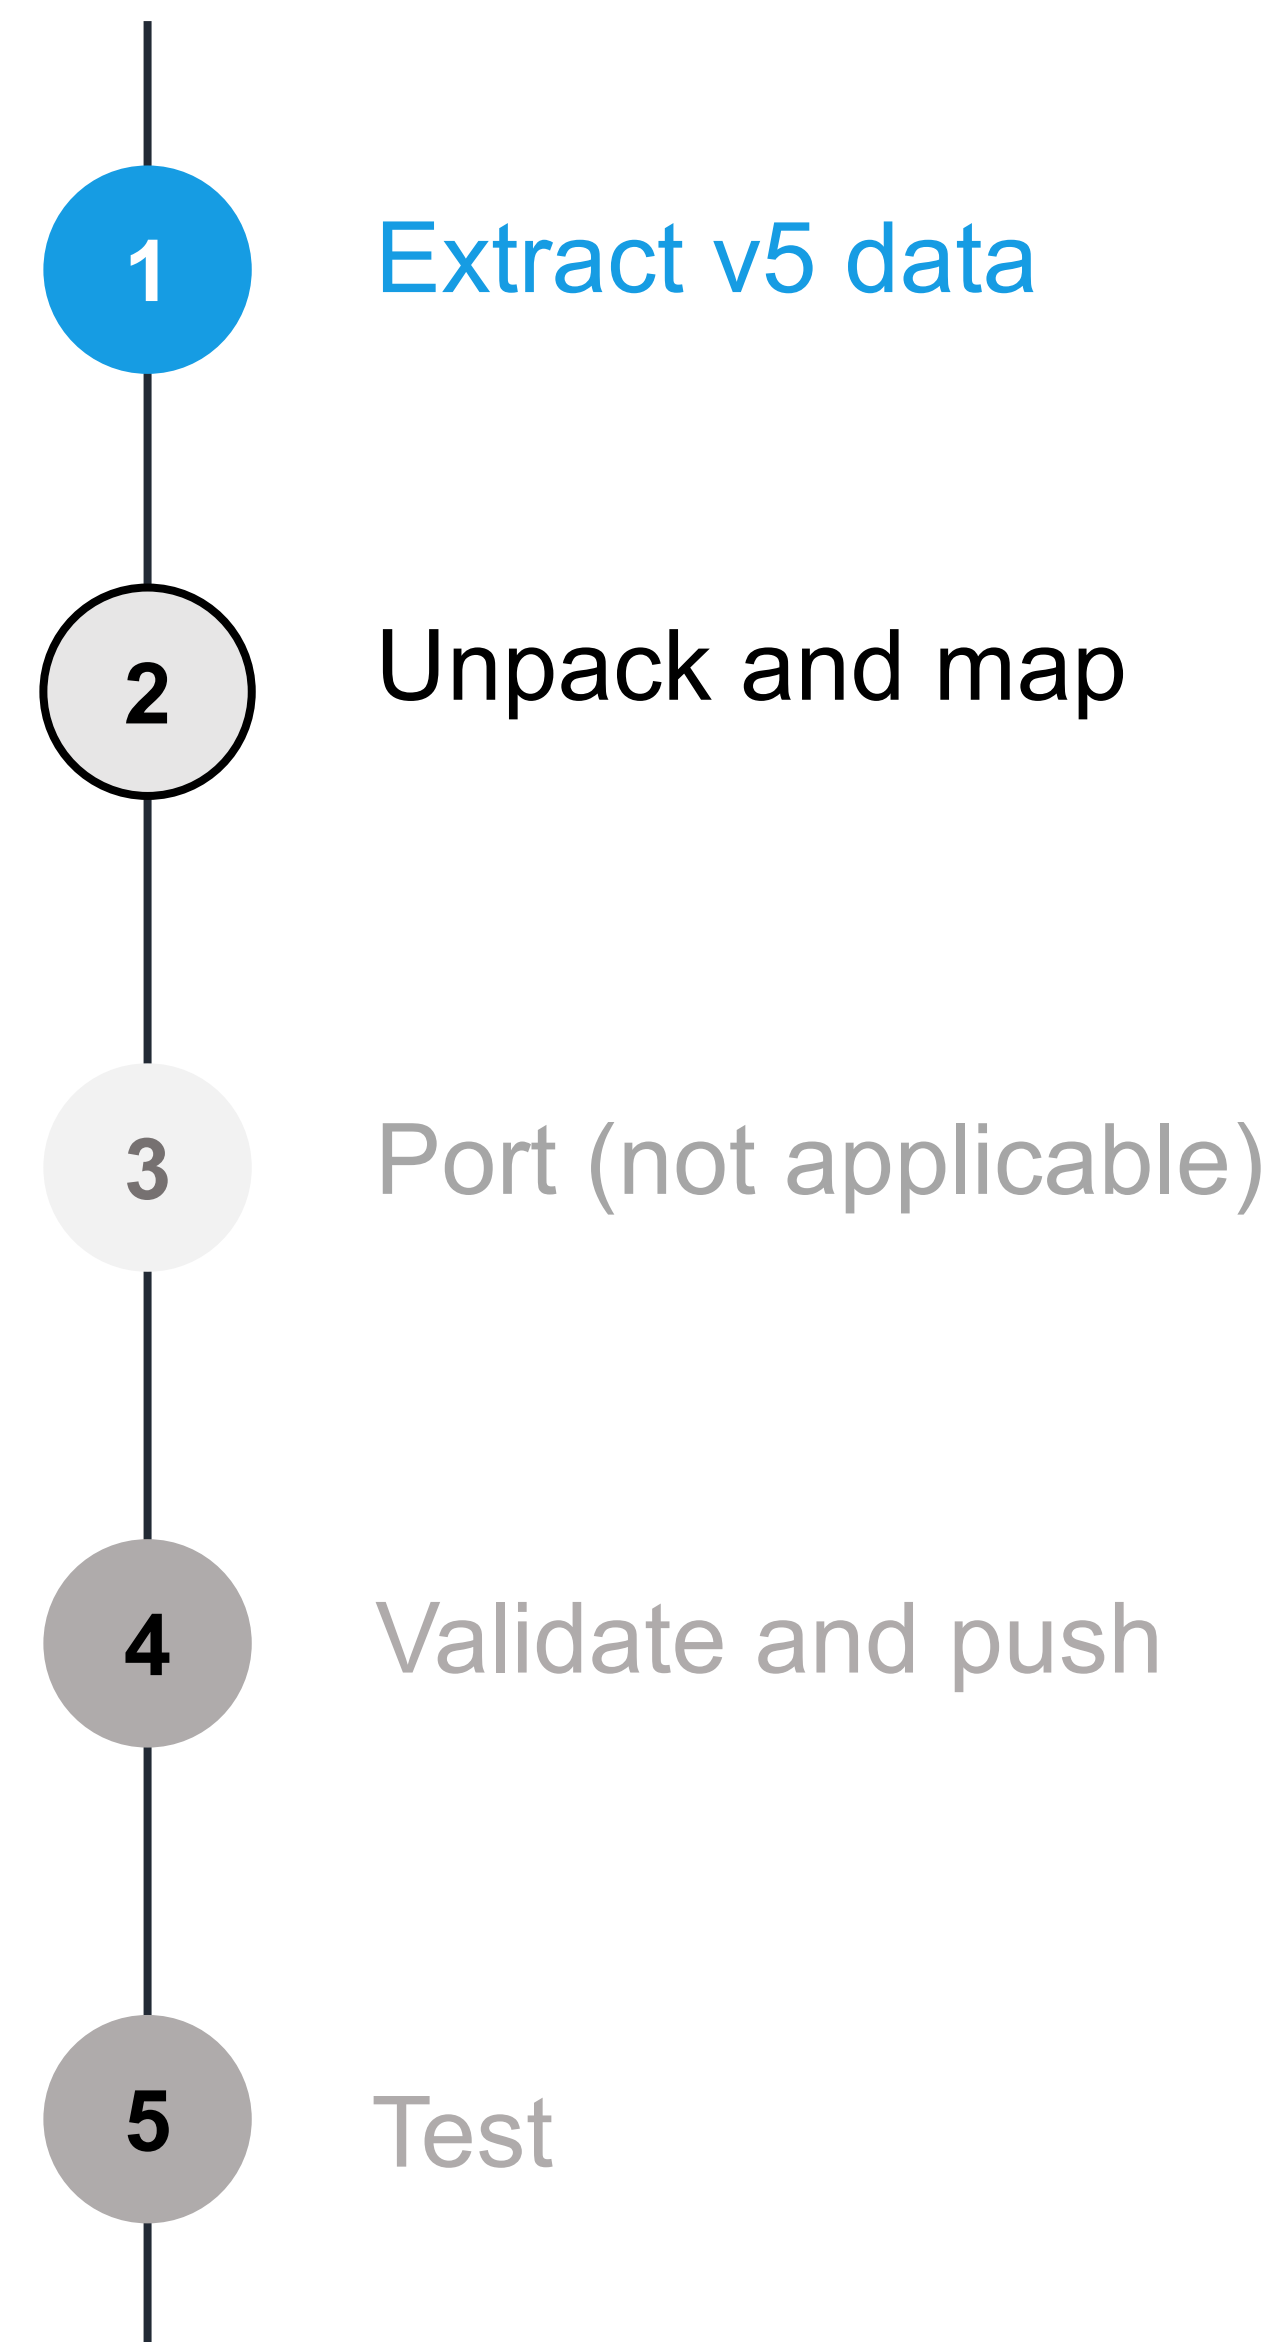 1 Extract v5 data
2 Unpack and map
3 Port (not applicable)
4 Validate and push
5 Test